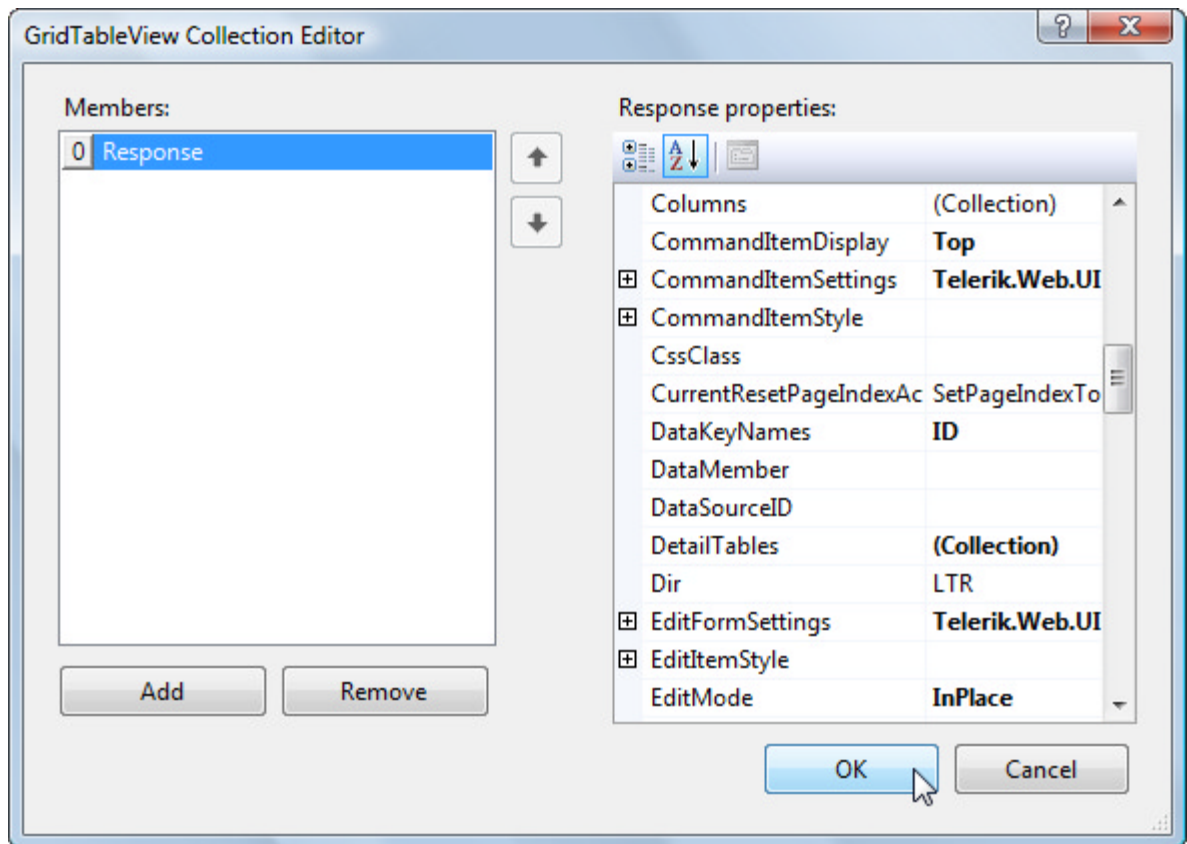 GridTableView Collection Editor
Members:
0 Response
Add
Remove
Response properties:
Columns (Collection)
CommandItemDisplay Top
CommandItemSettings Telerik.Web.UI
CommandItemStyle
CssClass
CurrentResetPageIndexAc SetPageIndexTo
DataKeyNames ID
DataMember
DataSourceID
DetailTables (Collection)
Dir LTR
EditFormSettings Telerik.Web.UI
EditItemStyle
EditMode InPlace
OK
Cancel